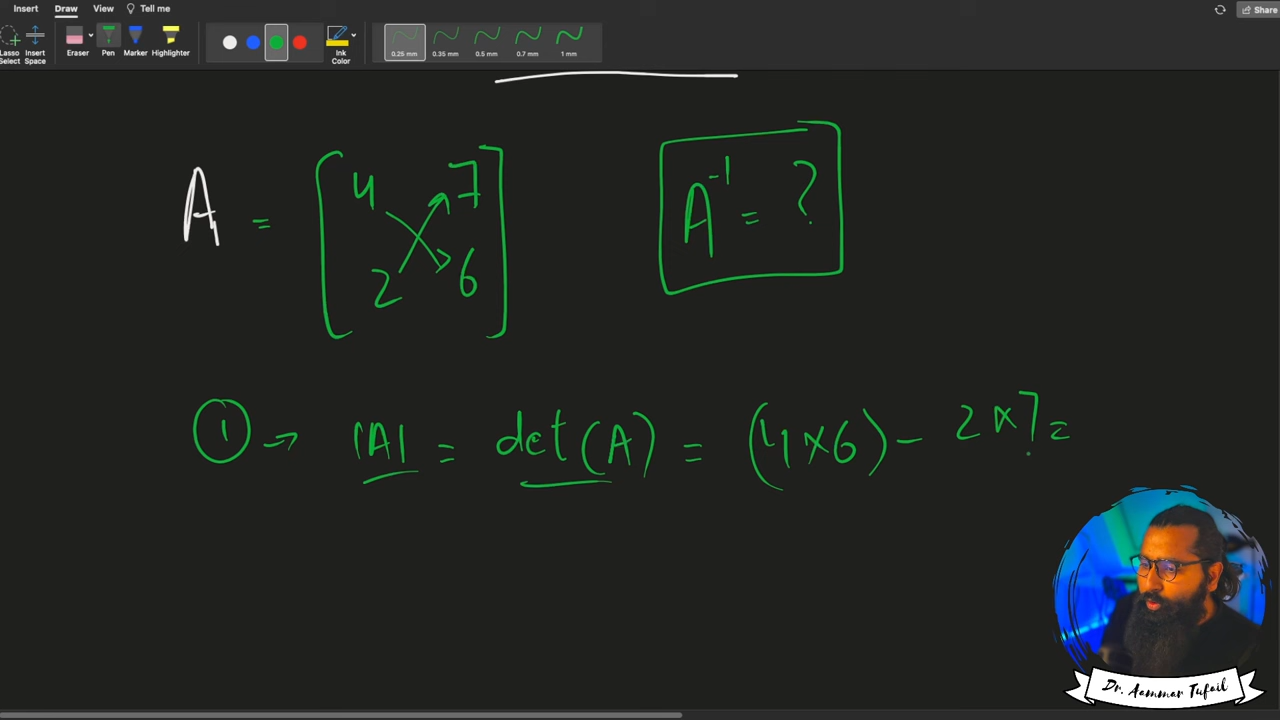 Insert Draw View Tell me
Share
Lasso Select Insert Space Eraser Pen Marker Highlighter Ink Color 0.25 mm 0.35 mm 0.5 mm 0.7 mm 1 mm
A = [4 7
2 6]
A⁻¹ = ?
① → |A| = det(A) = (4×6) - 2×7 =
Dr. Aammar Tufail